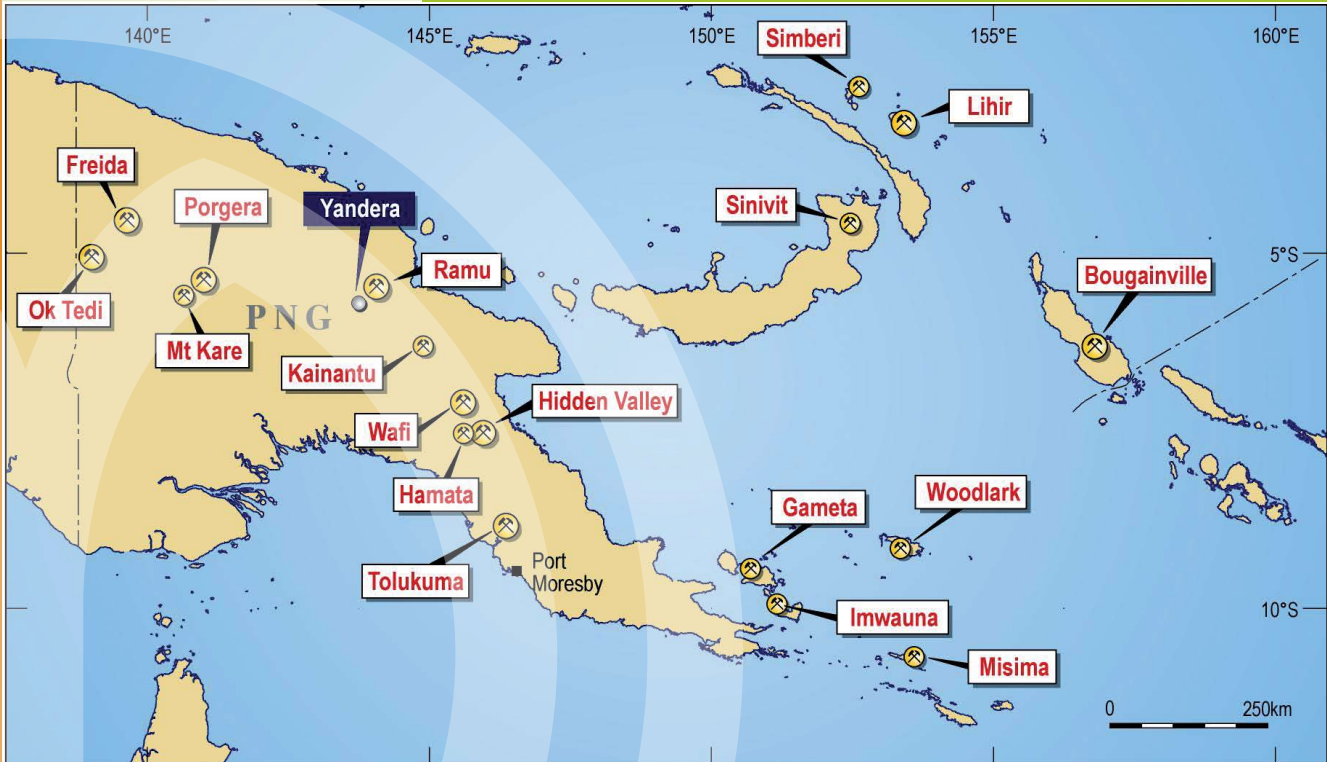 140°E
145°E
150°E
155°E
160°E
Simberi
Lihir
Freida
Porgera
Yandera
Sinivit
5°S
Ramu
Bougainville
Ok Tedi
PNG
Mt Kare
Kainantu
Hidden Valley
Wafi
Hamata
Woodlark
Gameta
Port
Moresby
Tolukuma
10°S
Imwauna
Misima
0
250km